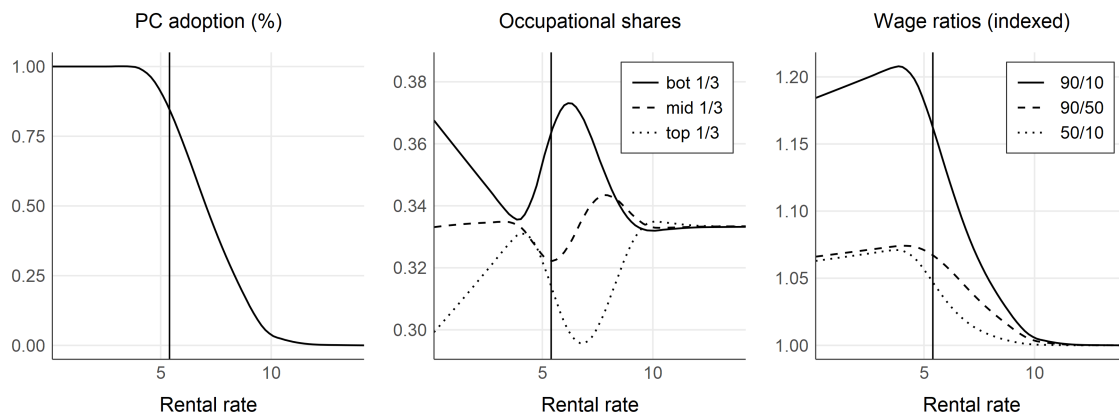 PC adoption (%)
1.00
0.75
0.50
0.25
0.00
5
10
Rental rate
Occupational shares
0.38
0.36
0.34
0.32
0.30
bot 1/3
mid 1/3
top 1/3
5
10
Rental rate
Wage ratios (indexed)
1.20
1.15
1.10
1.05
1.00
90/10
90/50
50/10
5
10
Rental rate